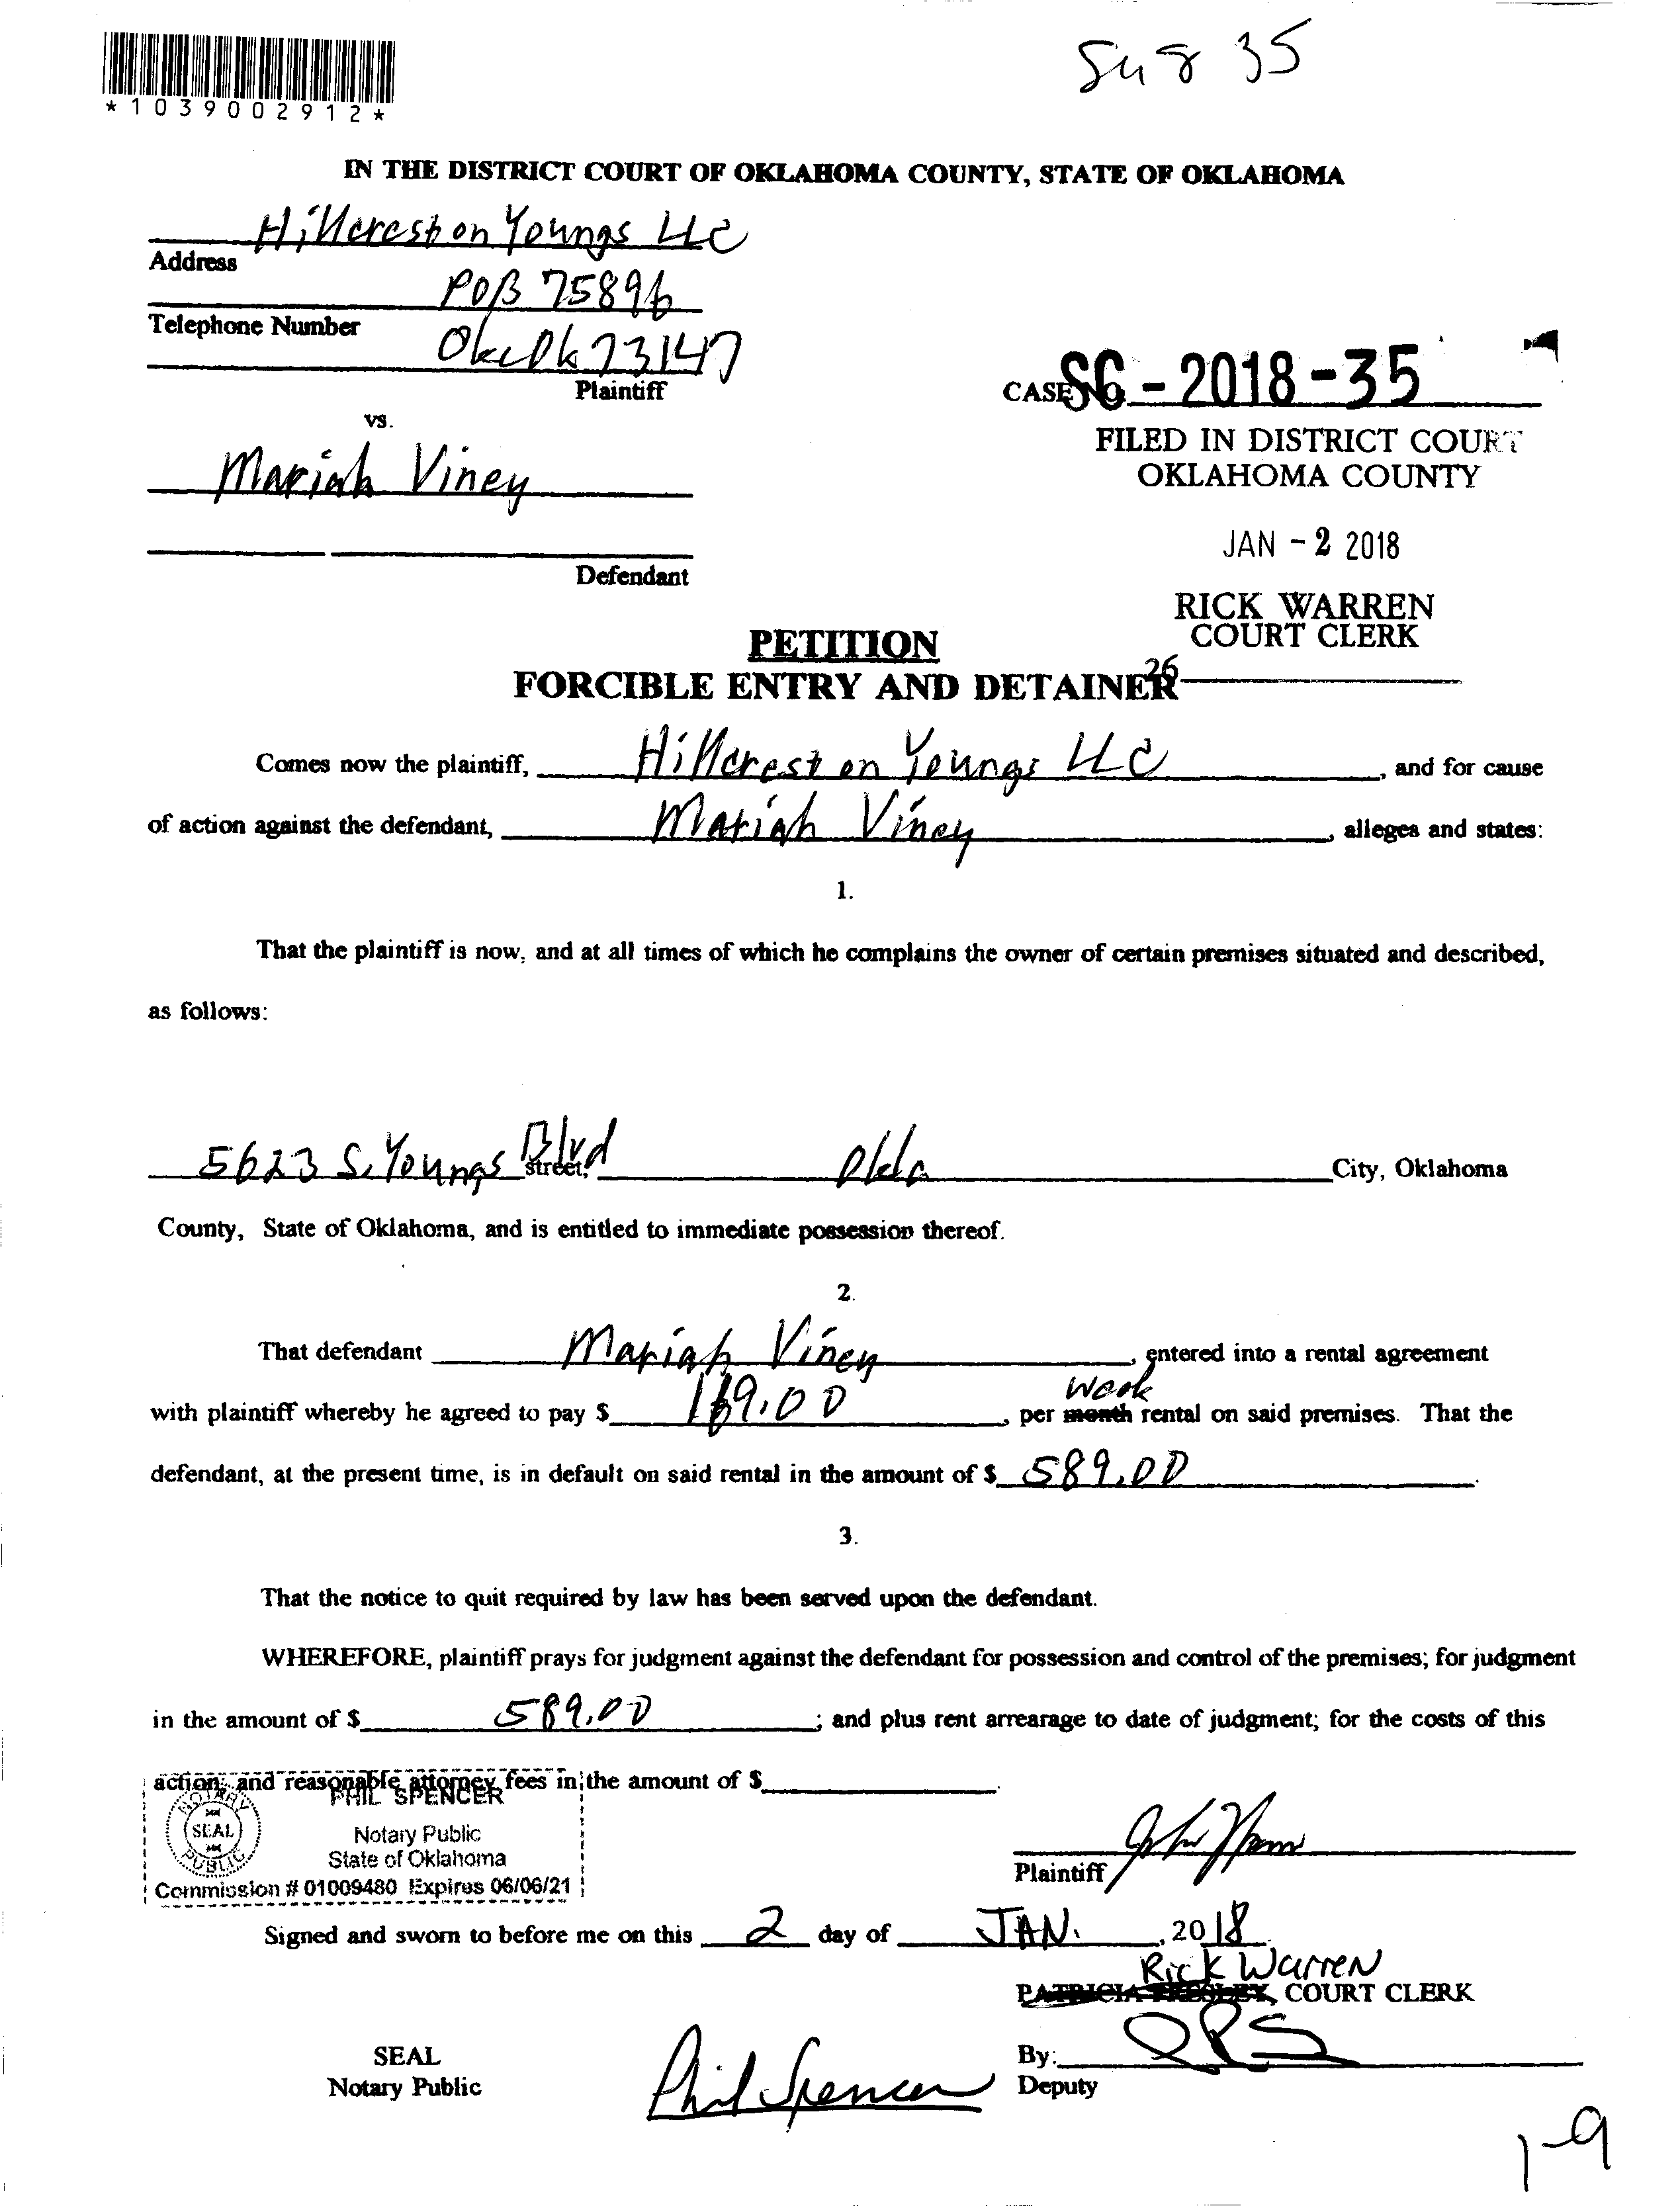 Su 8 35
*1039002912*
IN THE DISTRICT COURT OF OKLAHOMA COUNTY, STATE OF OKLAHOMA
Hillcrest on Youngs LLC
Address
POB 75896
Telephone Number
Okc Ok 73147
Plaintiff
CASE NO. SC-2018-35
vs.
FILED IN DISTRICT COURT
OKLAHOMA COUNTY
Mariah Viney
JAN - 2 2018
Defendant
RICK WARREN
COURT CLERK
PETITION
26
FORCIBLE ENTRY AND DETAINER
Comes now the plaintiff, Hillcrest on Youngs LLC, and for cause
of action against the defendant, Mariah Viney, alleges and states:
1.
That the plaintiff is now, and at all times of which he complains the owner of certain premises situated and described,
as follows:
5623 S. Youngs Blvd street, Okla City, Oklahoma
County, State of Oklahoma, and is entitled to immediate possession thereof.
2.
That defendant Mariah Viney, entered into a rental agreement
week
with plaintiff whereby he agreed to pay $ 169.00, per month rental on said premises. That the
defendant, at the present time, is in default on said rental in the amount of $ 589.00.
3.
That the notice to quit required by law has been served upon the defendant.
WHEREFORE, plaintiff prays for judgment against the defendant for possession and control of the premises; for judgment
in the amount of $ 589.00; and plus rent arrearage to date of judgment; for the costs of this
action; and reasonable attorney fees in the amount of $.
PHIL SPENCER
NOTARY SEAL PUBLIC
Notary Public
State of Oklahoma
Commission # 01009480 Expires 06/06/21
Plaintiff
Signed and sworn to before me on this 2 day of JAN., 2018.
Rick Warren
PATRICIA PRESLEY, COURT CLERK
SEAL
By:
Notary Public
Phil Spencer
Deputy
1-9